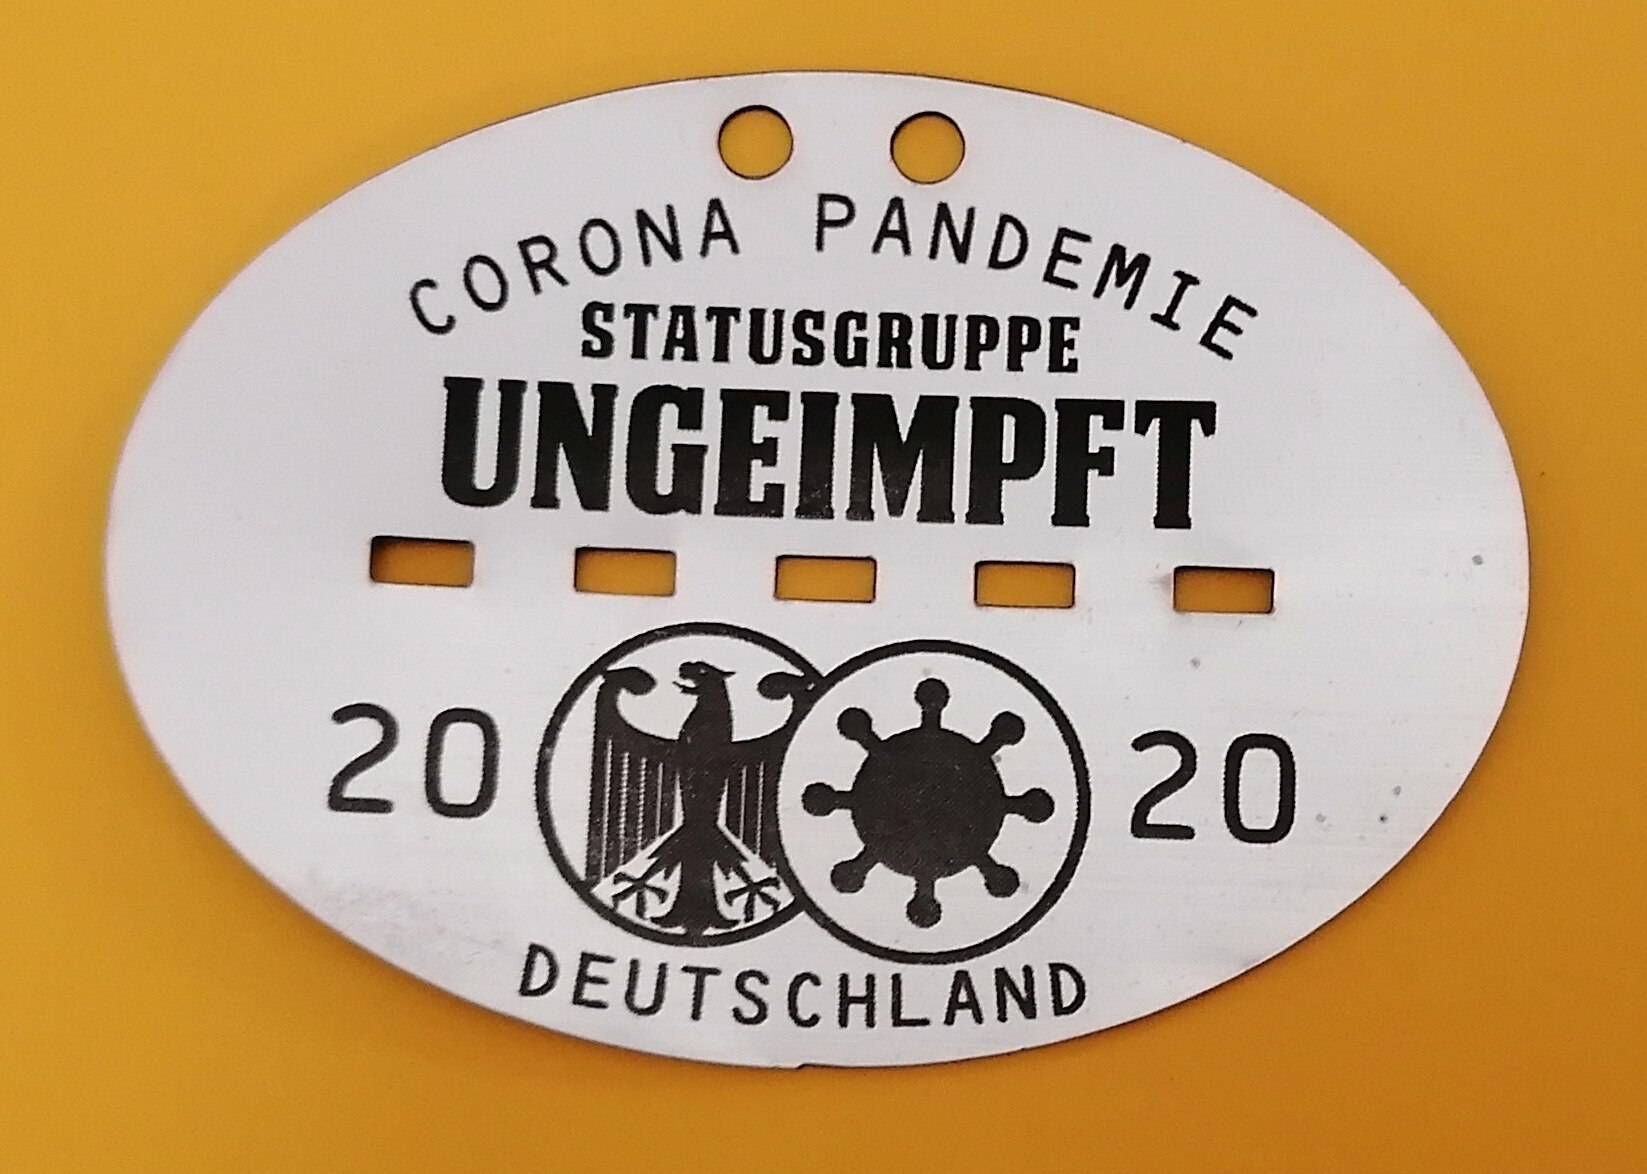 CORONA PANDEMIE
STATUSGRUPPE
UNGEIMPFT
20 20
DEUTSCHLAND